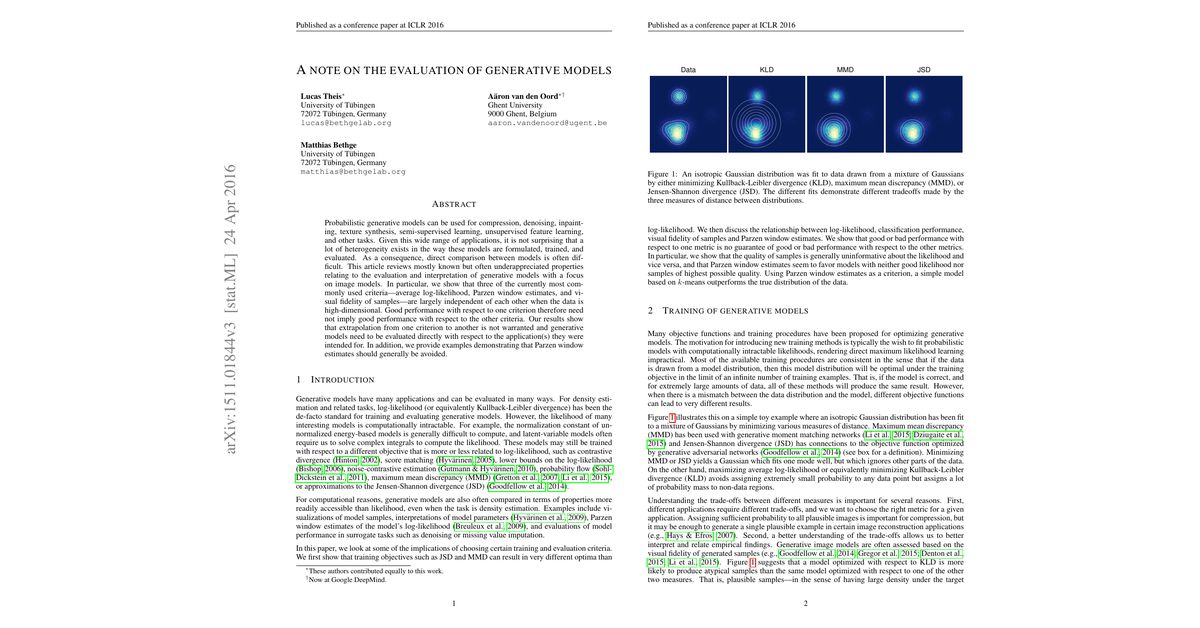 arXiv:1511.01844v3 [stat.ML] 24 Apr 2016
Published as a conference paper at ICLR 2016
A NOTE ON THE EVALUATION OF GENERATIVE MODELS
Lucas Theis*
University of Tübingen
72072 Tübingen, Germany
lucas@bethgelab.org
Aäron van den Oord*†
Ghent University
9000 Ghent, Belgium
aaron.vandenoord@ugent.be
Matthias Bethge
University of Tübingen
72072 Tübingen, Germany
matthias@bethgelab.org
ABSTRACT
Probabilistic generative models can be used for compression, denoising, inpaint-
ing, texture synthesis, semi-supervised learning, unsupervised feature learning,
and other tasks. Given this wide range of applications, it is not surprising that a
lot of heterogeneity exists in the way these models are formulated, trained, and
evaluated. As a consequence, direct comparison between models is often dif-
ficult. This article reviews mostly known but often underappreciated properties
relating to the evaluation and interpretation of generative models with a focus
on image models. In particular, we show that three of the currently most com-
monly used criteria—average log-likelihood, Parzen window estimates, and vi-
sual fidelity of samples—are largely independent of each other when the data is
high-dimensional. Good performance with respect to one criterion therefore need
not imply good performance with respect to the other criteria. Our results show
that extrapolation from one criterion to another is not warranted and generative
models need to be evaluated directly with respect to the application(s) they were
intended for. In addition, we provide examples demonstrating that Parzen window
estimates should generally be avoided.
1 INTRODUCTION
Generative models have many applications and can be evaluated in many ways. For density esti-
mation and related tasks, log-likelihood (or equivalently Kullback-Leibler divergence) has been the
de-facto standard for training and evaluating generative models. However, the likelihood of many
interesting models is computationally intractable. For example, the normalization constant of un-
normalized energy-based models is generally difficult to compute, and latent-variable models often
require us to solve complex integrals to compute the likelihood. These models may still be trained
with respect to a different objective that is more or less related to log-likelihood, such as contrastive
divergence (Hinton, 2002), score matching (Hyvärinen, 2005), lower bounds on the log-likelihood
(Bishop, 2006), noise-contrastive estimation (Gutmann & Hyvärinen, 2010), probability flow (Sohl-
Dickstein et al., 2011), maximum mean discrepancy (MMD) (Gretton et al., 2007; Li et al., 2015),
or approximations to the Jensen-Shannon divergence (JSD) (Goodfellow et al., 2014).
For computational reasons, generative models are also often compared in terms of properties more
readily accessible than likelihood, even when the task is density estimation. Examples include vi-
sualizations of model samples, interpretations of model parameters (Hyvärinen et al., 2009), Parzen
window estimates of the model's log-likelihood (Breuleux et al., 2009), and evaluations of model
performance in surrogate tasks such as denoising or missing value imputation.
In this paper, we look at some of the implications of choosing certain training and evaluation criteria.
We first show that training objectives such as JSD and MMD can result in very different optima than
*These authors contributed equally to this work.
†Now at Google DeepMind.
1
Published as a conference paper at ICLR 2016
Data KLD MMD JSD
Figure 1: An isotropic Gaussian distribution was fit to data drawn from a mixture of Gaussians
by either minimizing Kullback-Leibler divergence (KLD), maximum mean discrepancy (MMD), or
Jensen-Shannon divergence (JSD). The different fits demonstrate different tradeoffs made by the
three measures of distance between distributions.
log-likelihood. We then discuss the relationship between log-likelihood, classification performance,
visual fidelity of samples and Parzen window estimates. We show that good or bad performance with
respect to one metric is no guarantee of good or bad performance with respect to the other metrics.
In particular, we show that the quality of samples is generally uninformative about the likelihood and
vice versa, and that Parzen window estimates seem to favor models with neither good likelihood nor
samples of highest possible quality. Using Parzen window estimates as a criterion, a simple model
based on k-means outperforms the true distribution of the data.
2 TRAINING OF GENERATIVE MODELS
Many objective functions and training procedures have been proposed for optimizing generative
models. The motivation for introducing new training methods is typically the wish to fit probabilistic
models with computationally intractable likelihoods, rendering direct maximum likelihood learning
impractical. Most of the available training procedures are consistent in the sense that if the data
is drawn from a model distribution, then this model distribution will be optimal under the training
objective in the limit of an infinite number of training examples. That is, if the model is correct, and
for extremely large amounts of data, all of these methods will produce the same result. However,
when there is a mismatch between the data distribution and the model, different objective functions
can lead to very different results.
Figure 1 illustrates this on a simple toy example where an isotropic Gaussian distribution has been fit
to a mixture of Gaussians by minimizing various measures of distance. Maximum mean discrepancy
(MMD) has been used with generative moment matching networks (Li et al., 2015; Dziugaite et al.,
2015) and Jensen-Shannon divergence (JSD) has connections to the objective function optimized
by generative adversarial networks (Goodfellow et al., 2014) (see box for a definition). Minimizing
MMD or JSD yields a Gaussian which fits one mode well, but which ignores other parts of the data.
On the other hand, maximizing average log-likelihood or equivalently minimizing Kullback-Leibler
divergence (KLD) avoids assigning extremely small probability to any data point but assigns a lot
of probability mass to non-data regions.
Understanding the trade-offs between different measures is important for several reasons. First,
different applications require different trade-offs, and we want to choose the right metric for a given
application. Assigning sufficient probability to all plausible images is important for compression, but
it may be enough to generate a single plausible example in certain image reconstruction applications
(e.g., Hays & Efros, 2007). Second, a better understanding of the trade-offs allows us to better
interpret and relate empirical findings. Generative image models are often assessed based on the
visual fidelity of generated samples (e.g., Goodfellow et al., 2014; Gregor et al., 2015; Denton et al.,
2015; Li et al., 2015). Figure 1 suggests that a model optimized with respect to KLD is more
likely to produce atypical samples than the same model optimized with respect to one of the other
two measures. That is, plausible samples—in the sense of having large density under the target
2